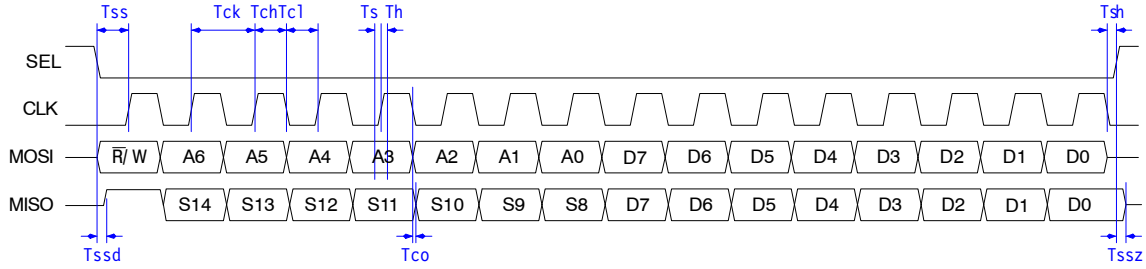 Tss Tck Tch Tcl Ts Th Tsh
SEL
CLK
MOSI R/W A6 A5 A4 A3 A2 A1 A0 D7 D6 D5 D4 D3 D2 D1 D0
MISO S14 S13 S12 S11 S10 S9 S8 D7 D6 D5 D4 D3 D2 D1 D0
Tssd Tco Tssz